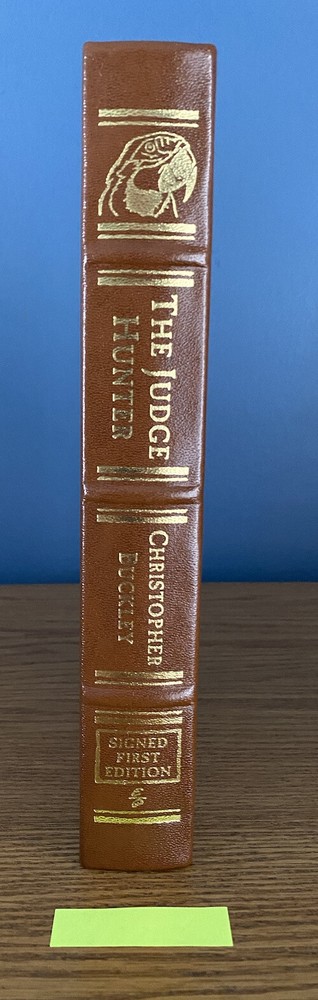 THE JUDGE
HUNTER
CHRISTOPHER
BUCKLEY
SIGNED
FIRST
EDITION